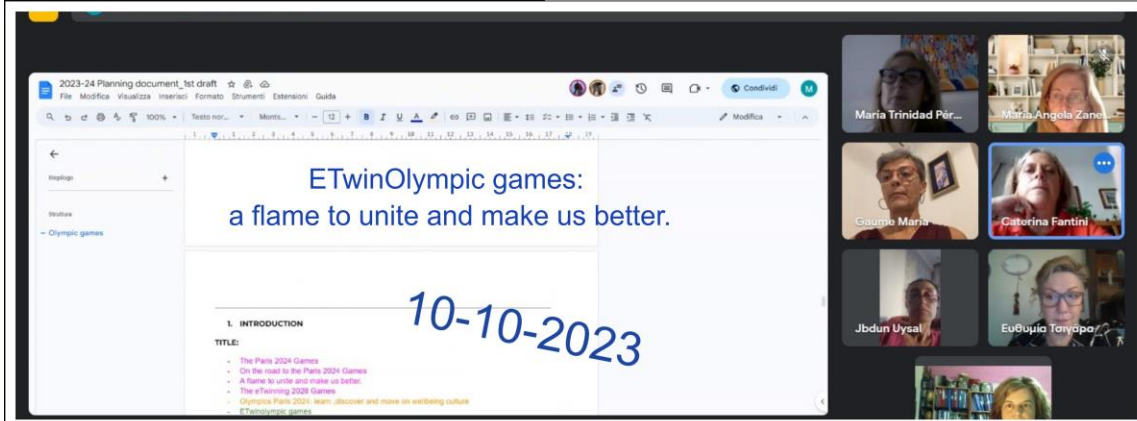 2023-24 Planning document_1st draft
File Modifica Visualizza Inserisci Formato Strumenti Estensioni Guida
Condividi
M
100% Testo nor... Monts... 12 B I U A Modifica
Riepilogo
Struttura
Olympic games
ETwinOlympic games:
a flame to unite and make us better.
10-10-2023
1. INTRODUCTION
TITLE:
- The Paris 2024 Games
- On the road to the Paris 2024 Games
- A flame to unite and make us better.
- The eTwinning 2028 Games
- Olympics Paris 2024: learn ,discover and move on wellbeing culture
- ETwinolympic games
Maria Trinidad Pér...
Maria Angela Zane...
Gaume Maria
Caterina Fantini
Jbdun Uysal
Ευθυμία Τσιγάρα